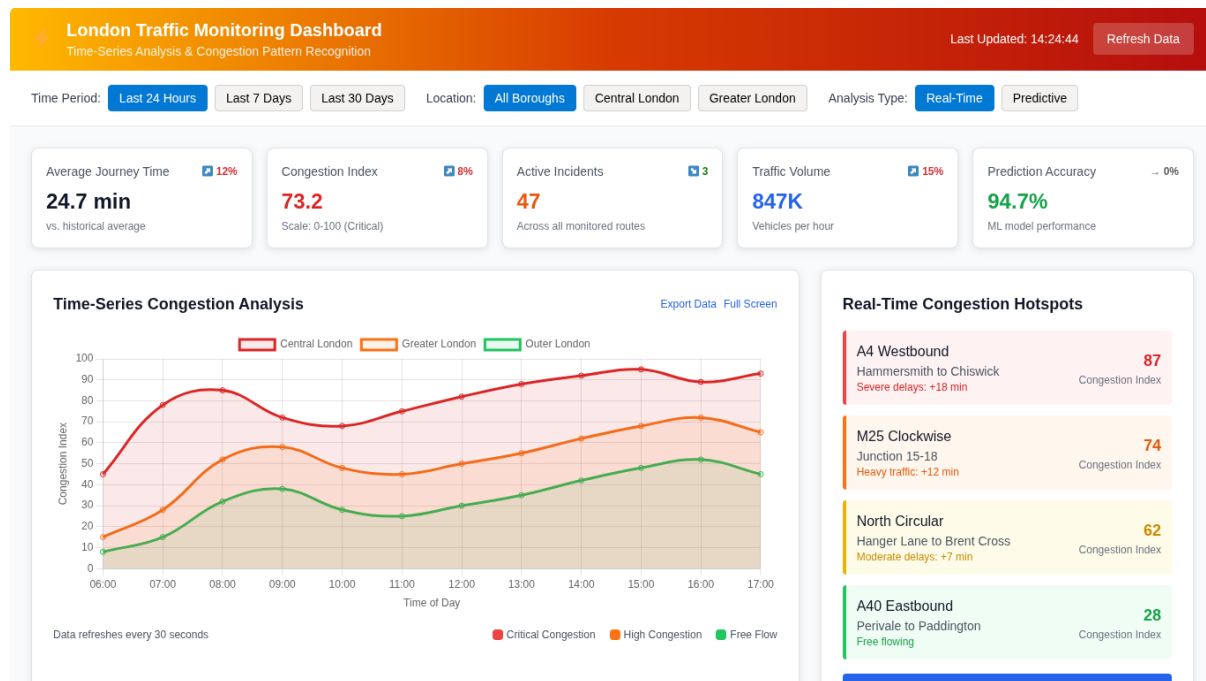 London Traffic Monitoring Dashboard
Time-Series Analysis & Congestion Pattern Recognition
Last Updated: 14:24:44
Refresh Data
Time Period: Last 24 Hours Last 7 Days Last 30 Days Location: All Boroughs Central London Greater London Analysis Type: Real-Time Predictive
Average Journey Time 12%
24.7 min
vs. historical average
Congestion Index 8%
73.2
Scale: 0-100 (Critical)
Active Incidents 3
47
Across all monitored routes
Traffic Volume 15%
847K
Vehicles per hour
Prediction Accuracy → 0%
94.7%
ML model performance
Time-Series Congestion Analysis
Export Data Full Screen
Central London Greater London Outer London
Congestion Index
100
90
80
70
60
50
40
30
20
10
0
06:00 07:00 08:00 09:00 10:00 11:00 12:00 13:00 14:00 15:00 16:00 17:00
Time of Day
Data refreshes every 30 seconds
Critical Congestion High Congestion Free Flow
Real-Time Congestion Hotspots
A4 Westbound
Hammersmith to Chiswick
Severe delays: +18 min
87
Congestion Index
M25 Clockwise
Junction 15-18
Heavy traffic: +12 min
74
Congestion Index
North Circular
Hanger Lane to Brent Cross
Moderate delays: +7 min
62
Congestion Index
A40 Eastbound
Perivale to Paddington
Free flowing
28
Congestion Index